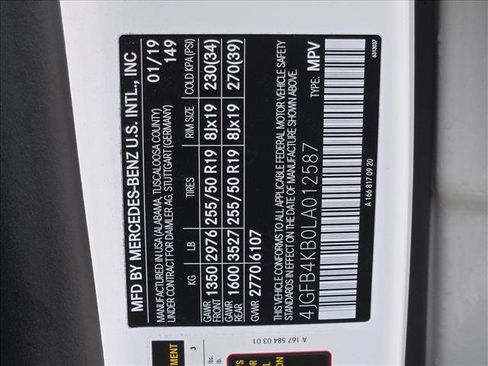 MFD BY MERCEDES-BENZ U.S. INTL., INC
01/19
MANUFACTURED IN USA (ALABAMA, TUSCALOOSA COUNTY)
149
UNDER CONTRACT FOR DAIMLER AG, STUTTGART (GERMANY)
KG LB TIRES RIM SIZE COLD KPA(PSI)
GAWR FRONT 1350 2976 255/50 R19 8Jx19 230(34)
GAWR REAR 1600 3527 255/50 R19 8Jx19 270(39)
GVWR 2770 6107
THIS VEHICLE CONFORMS TO ALL APPLICABLE FEDERAL MOTOR VEHICLE SAFETY
STANDARDS IN EFFECT ON THE DATE OF MANUFACTURE SHOWN ABOVE.
4JGFB4KB0LA012587 TYPE: MPV
A 166 817 09 20
A 167 584 03 01
3
lbs.